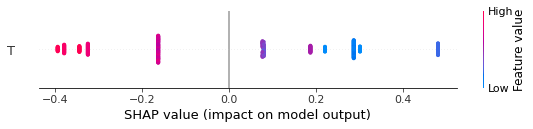 High
T
Feature value
Low
−0.4 −0.2 0.0 0.2 0.4
SHAP value (impact on model output)